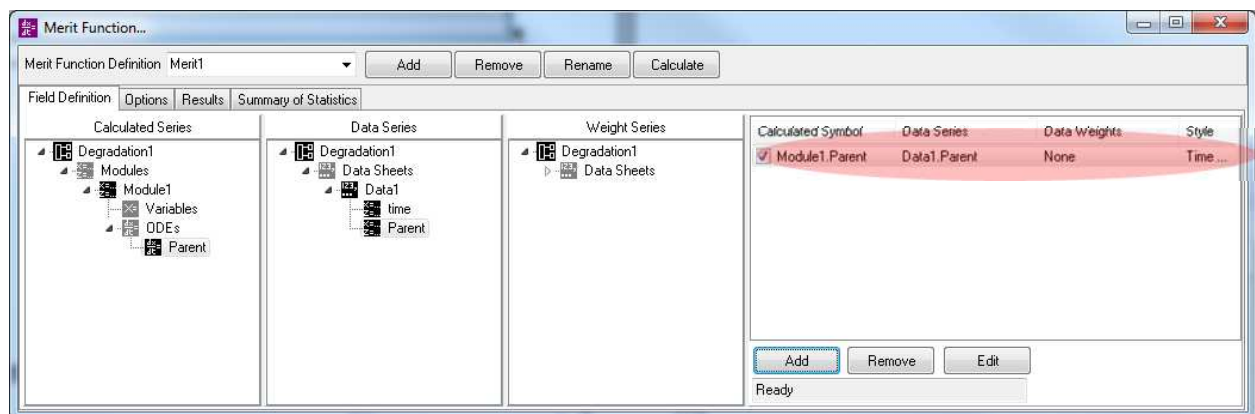 Merit Function...
Merit Function Definition Merit1 Add Remove Rename Calculate
Field Definition Options Results Summary of Statistics
Calculated Series
Degradation1
Modules
Module1
Variables
ODEs
Parent
Data Series
Degradation1
Data Sheets
Data1
time
Parent
Weight Series
Degradation1
Data Sheets
Calculated Symbol Data Series Data Weights Style
Module1.Parent Data1.Parent None Time ...
Add Remove Edit
Ready